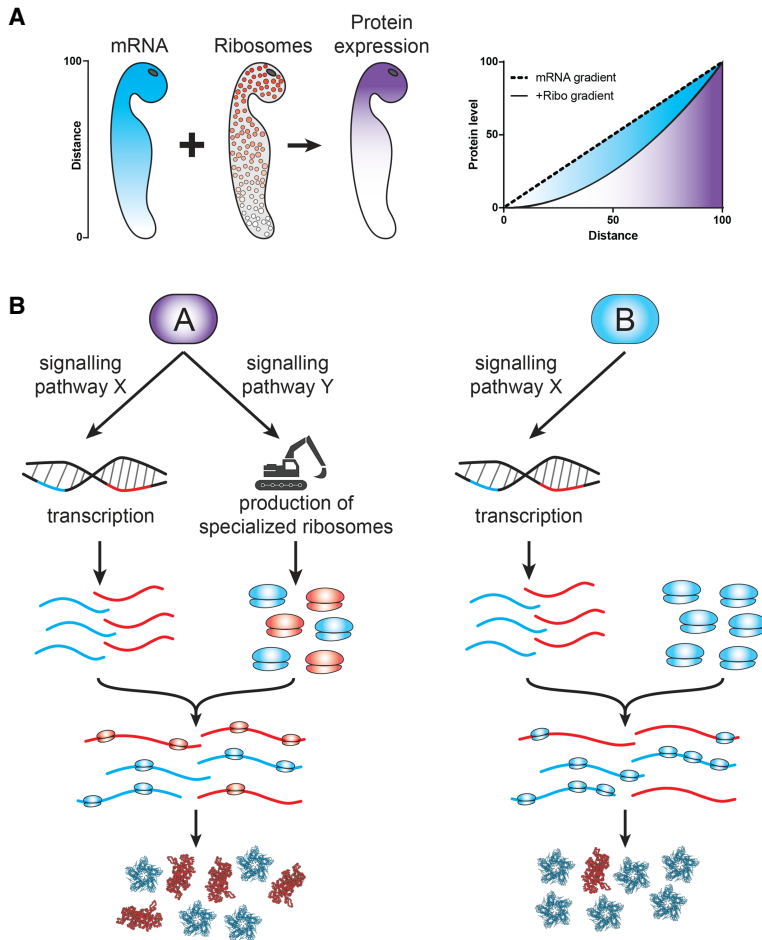 A
mRNA
Ribosomes
Protein
expression
100
Distance
0
100
50
0
Protein level
mRNA gradient
+Ribo gradient
0
50
100
Distance
B
A
signalling
pathway X
signalling
pathway Y
transcription
production of
specialized ribosomes
B
signalling
pathway X
transcription